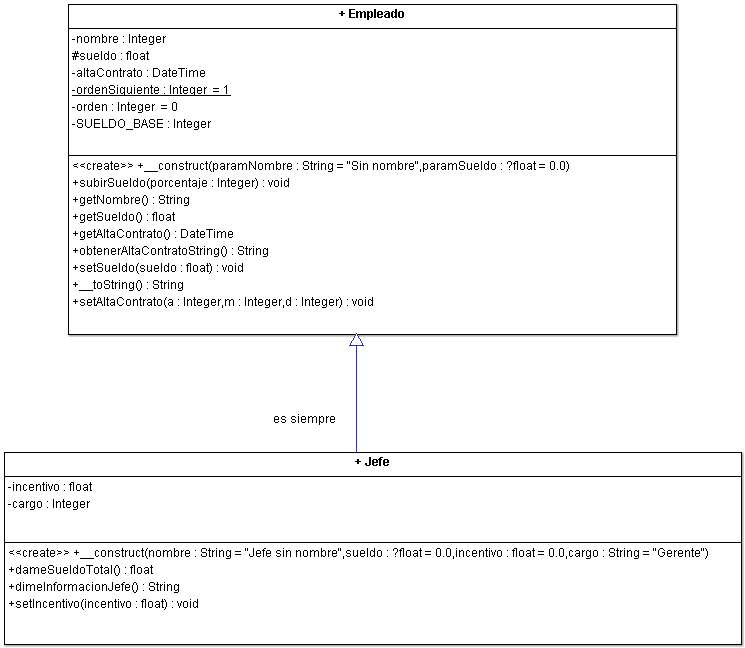 + Empleado
-nombre : Integer
#sueldo : float
-altaContrato : DateTime
-ordenSiguiente : Integer = 1
-orden : Integer = 0
-SUELDO_BASE : Integer
<<create>> +__construct(paramNombre : String = "Sin nombre",paramSueldo : ?float = 0.0)
+subirSueldo(porcentaje : Integer) : void
+getNombre() : String
+getSueldo() : float
+getAltaContrato() : DateTime
+obtenerAltaContratoString() : String
+setSueldo(sueldo : float) : void
+__toString() : String
+setAltaContrato(a : Integer,m : Integer,d : Integer) : void
es siempre
+ Jefe
-incentivo : float
-cargo : Integer
<<create>> +__construct(nombre : String = "Jefe sin nombre",sueldo : ?float = 0.0,incentivo : float = 0.0,cargo : String = "Gerente")
+dameSueldoTotal() : float
+dimeInformacionJefe() : String
+setIncentivo(incentivo : float) : void